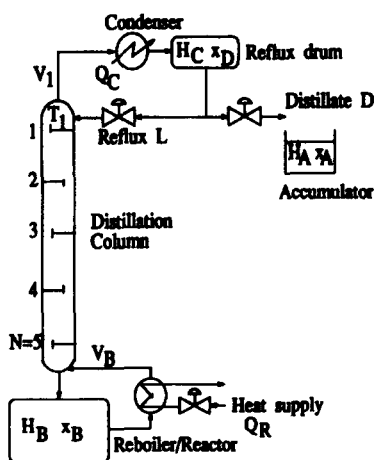 Condenser
H_C x_D
Reflux drum
V_1
Q_C
T_1
Distillate D
1
Reflux L
H_A x_A
Accumulator
2
Distillation
Column
3
4
N=5
V_B
Heat supply
Q_R
H_B x_B
Reboiler/Reactor